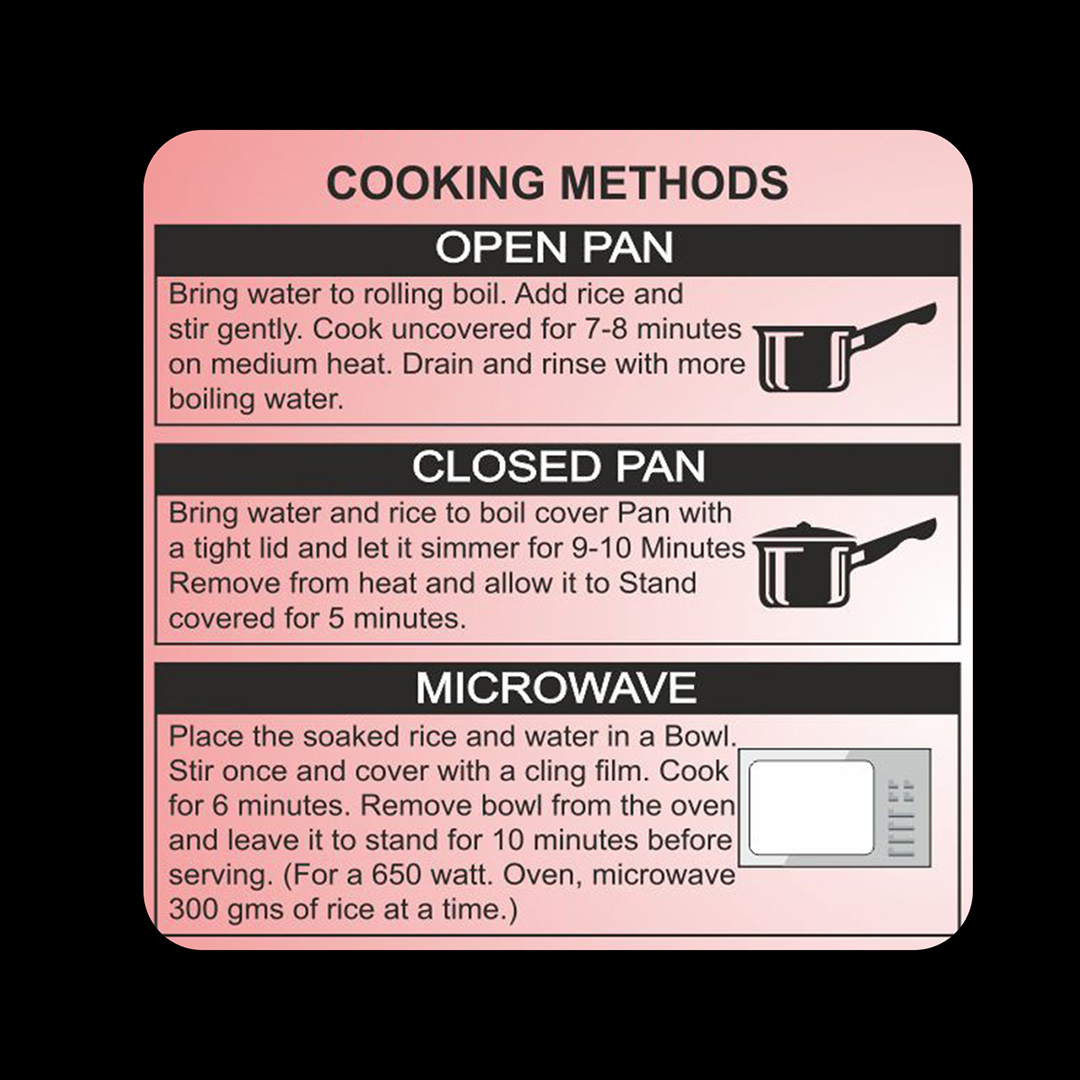 COOKING METHODS
OPEN PAN
Bring water to rolling boil. Add rice and
stir gently. Cook uncovered for 7-8 minutes
on medium heat. Drain and rinse with more
boiling water.
CLOSED PAN
Bring water and rice to boil cover Pan with
a tight lid and let it simmer for 9-10 Minutes
Remove from heat and allow it to Stand
covered for 5 minutes.
MICROWAVE
Place the soaked rice and water in a Bowl.
Stir once and cover with a cling film. Cook
for 6 minutes. Remove bowl from the oven
and leave it to stand for 10 minutes before
serving. (For a 650 watt. Oven, microwave
300 gms of rice at a time.)